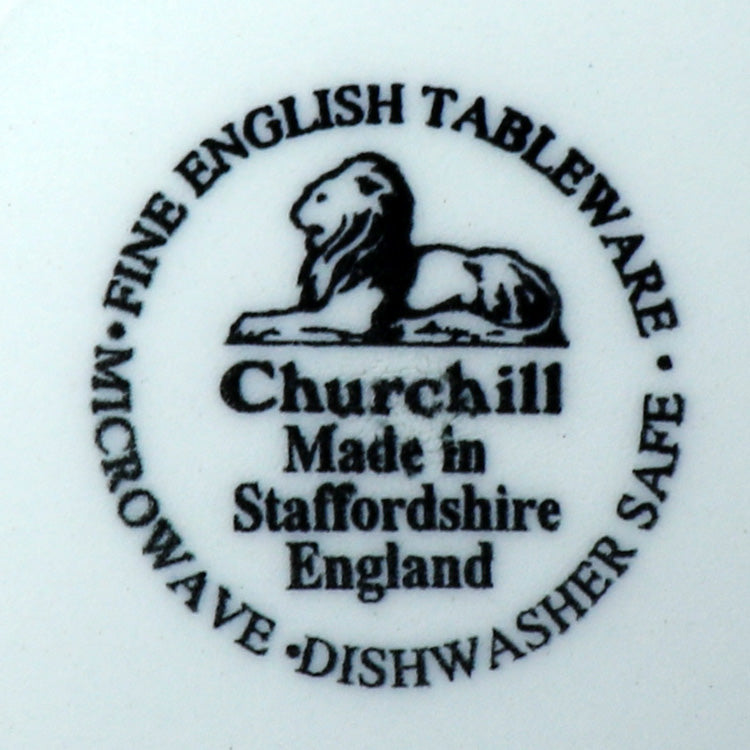 • FINE ENGLISH TABLEWARE •
Churchill
Made in
Staffordshire
England
MICROWAVE • DISHWASHER SAFE